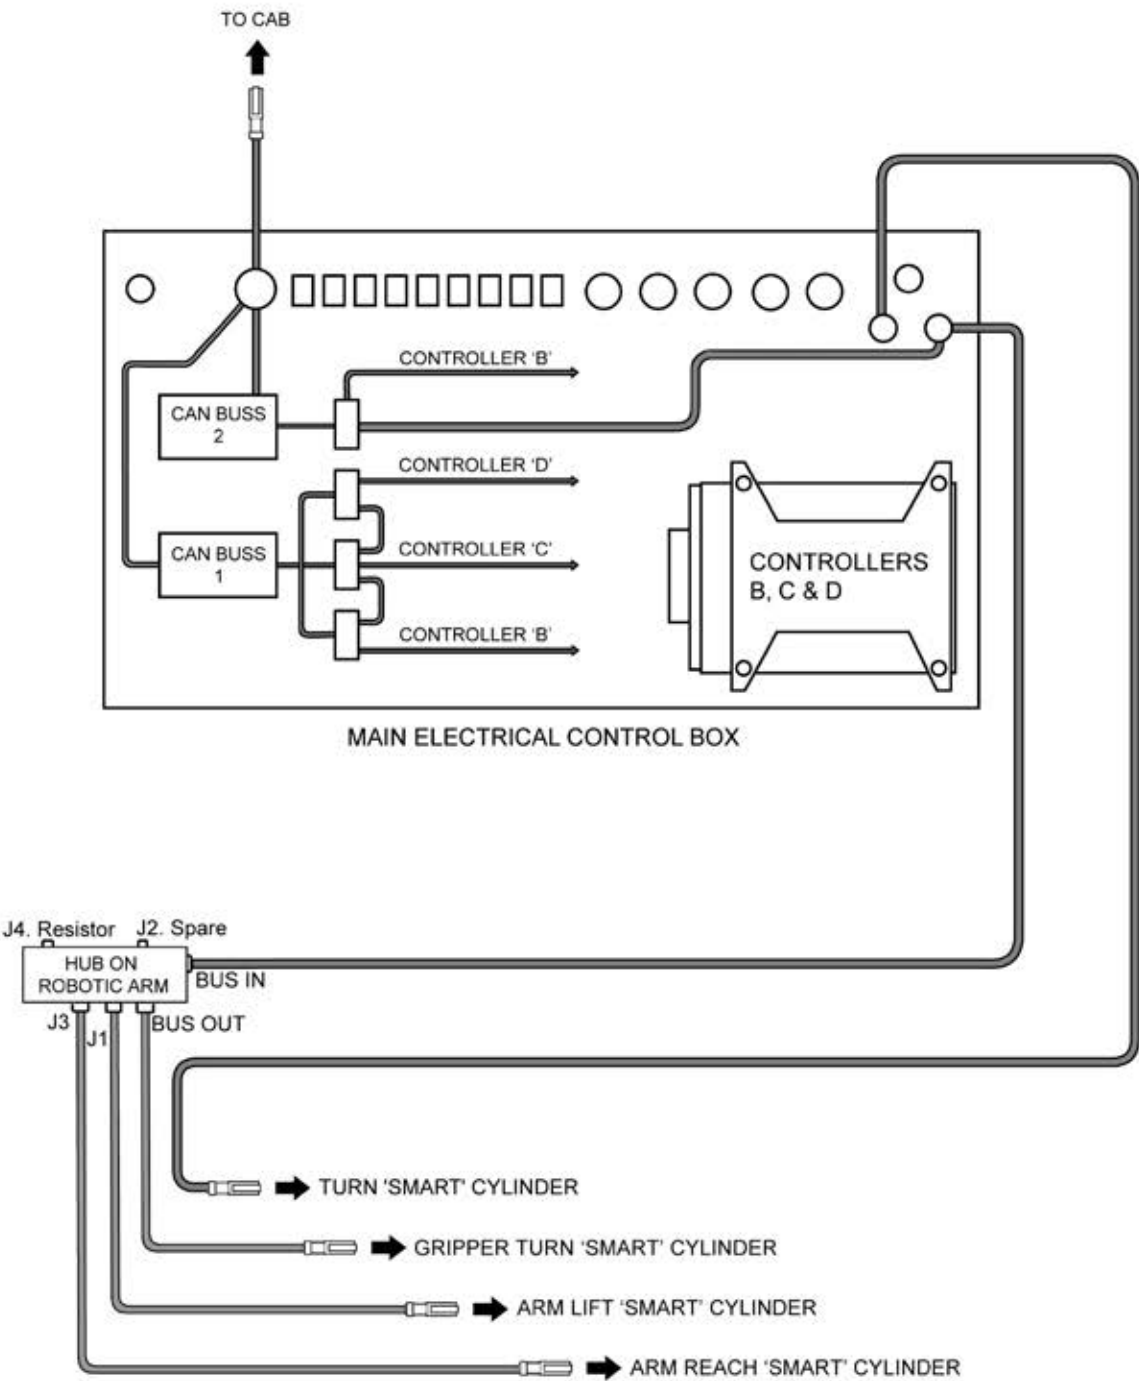 TO CAB
CONTROLLER 'B'
CAN BUSS
2
CONTROLLER 'D'
CAN BUSS
1
CONTROLLER 'C'
CONTROLLERS
B, C & D
CONTROLLER 'B'
MAIN ELECTRICAL CONTROL BOX
J4. Resistor
J2. Spare
HUB ON
ROBOTIC ARM
BUS IN
J3
J1
BUS OUT
TURN 'SMART' CYLINDER
GRIPPER TURN 'SMART' CYLINDER
ARM LIFT 'SMART' CYLINDER
ARM REACH 'SMART' CYLINDER